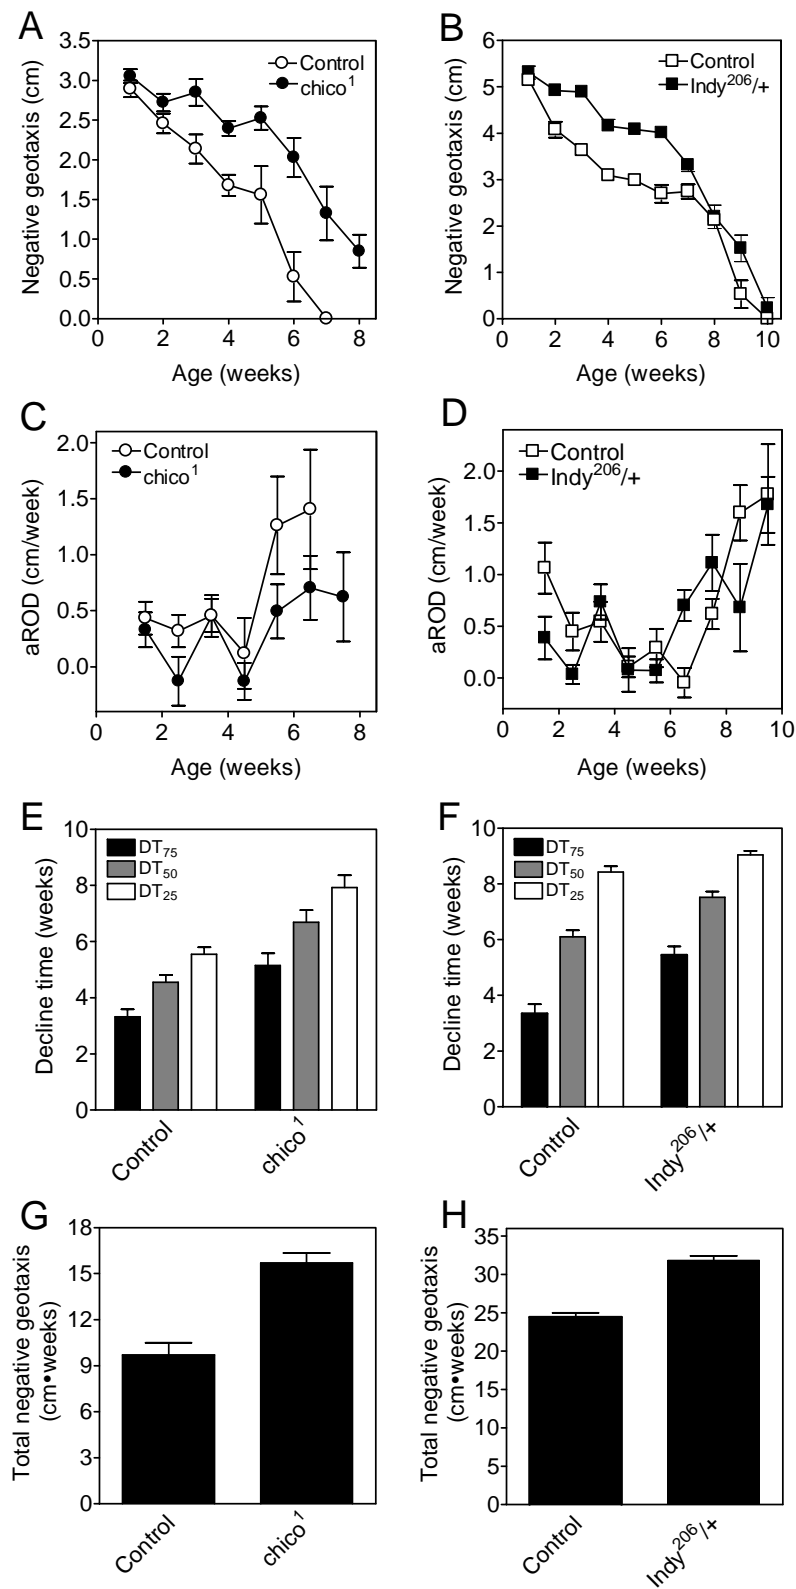 A
Negative geotaxis (cm)
3.5
3.0
2.5
2.0
1.5
1.0
0.5
0.0
Control
chico¹
0 2 4 6 8
Age (weeks)
B
Negative geotaxis (cm)
6
5
4
3
2
1
0
Control
Indy²⁰⁶/+
0 2 4 6 8 10
Age (weeks)
C
aROD (cm/week)
2.0
1.5
1.0
0.5
0.0
Control
chico¹
0 2 4 6 8
Age (weeks)
D
aROD (cm/week)
2.0
1.5
1.0
0.5
0.0
Control
Indy²⁰⁶/+
0 2 4 6 8 10
Age (weeks)
E
Decline time (weeks)
10
8
6
4
2
0
DT₇₅
DT₅₀
DT₂₅
Control chico¹
F
Decline time (weeks)
10
8
6
4
2
0
DT₇₅
DT₅₀
DT₂₅
Control Indy²⁰⁶/+
G
Total negative geotaxis
(cm•weeks)
18
15
12
9
6
3
0
Control chico¹
H
Total negative geotaxis
(cm•weeks)
35
30
25
20
15
10
5
0
Control Indy²⁰⁶/+